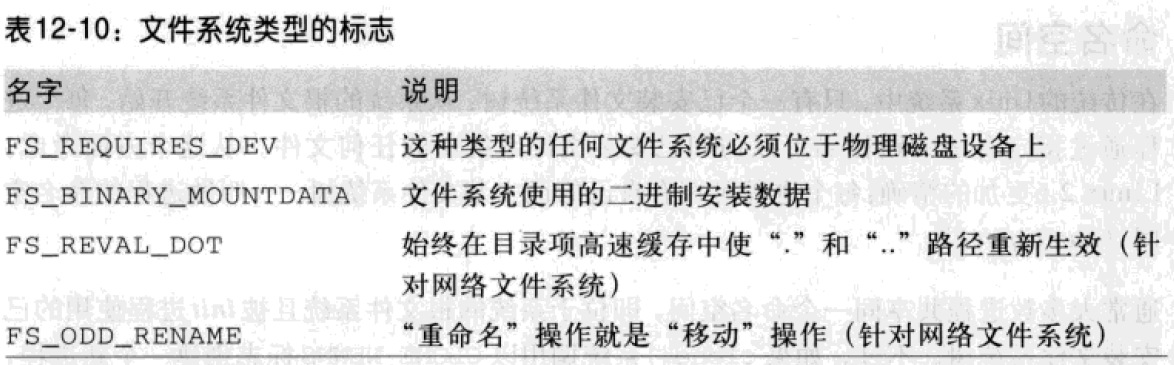 表12-10：文件系统类型的标志
名字 说明
FS_REQUIRES_DEV 这种类型的任何文件系统必须位于物理磁盘设备上
FS_BINARY_MOUNTDATA 文件系统使用的二进制安装数据
FS_REVAL_DOT 始终在目录项高速缓存中使“.”和“..”路径重新生效（针
对网络文件系统）
FS_ODD_RENAME “重命名”操作就是“移动”操作（针对网络文件系统）